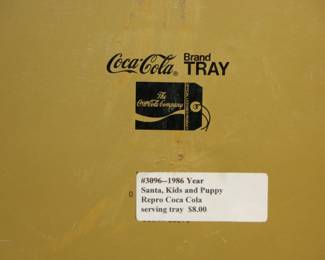 Coca-Cola® Brand
TRAY
The
Coca-Cola Company
#3096--1986 Year
Santa, Kids and Puppy
Repro Coca Cola
serving tray $8.00